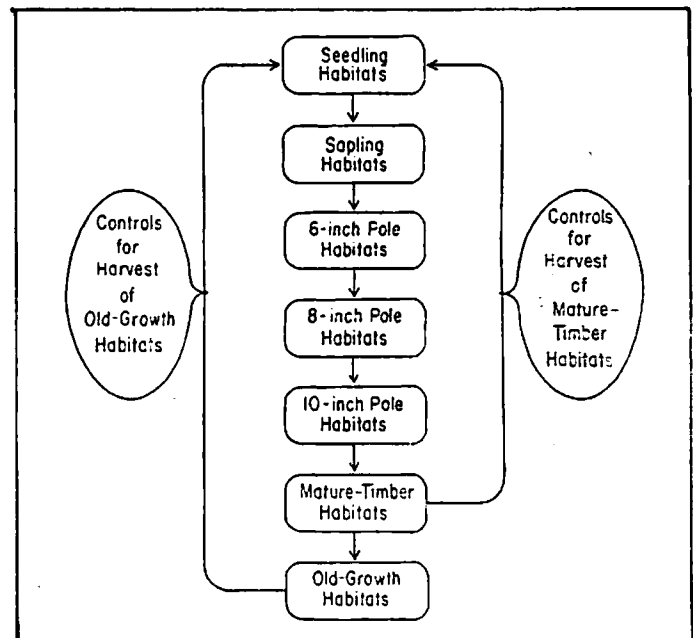 Seedling
Habitats
Sapling
Habitats
6-inch Pole
Habitats
8-inch Pole
Habitats
10-inch Pole
Habitats
Mature-Timber
Habitats
Old-Growth
Habitats
Controls
for
Harvest
of
Old-Growth
Habitats
Controls
for
Harvest
of
Mature-
Timber
Habitats